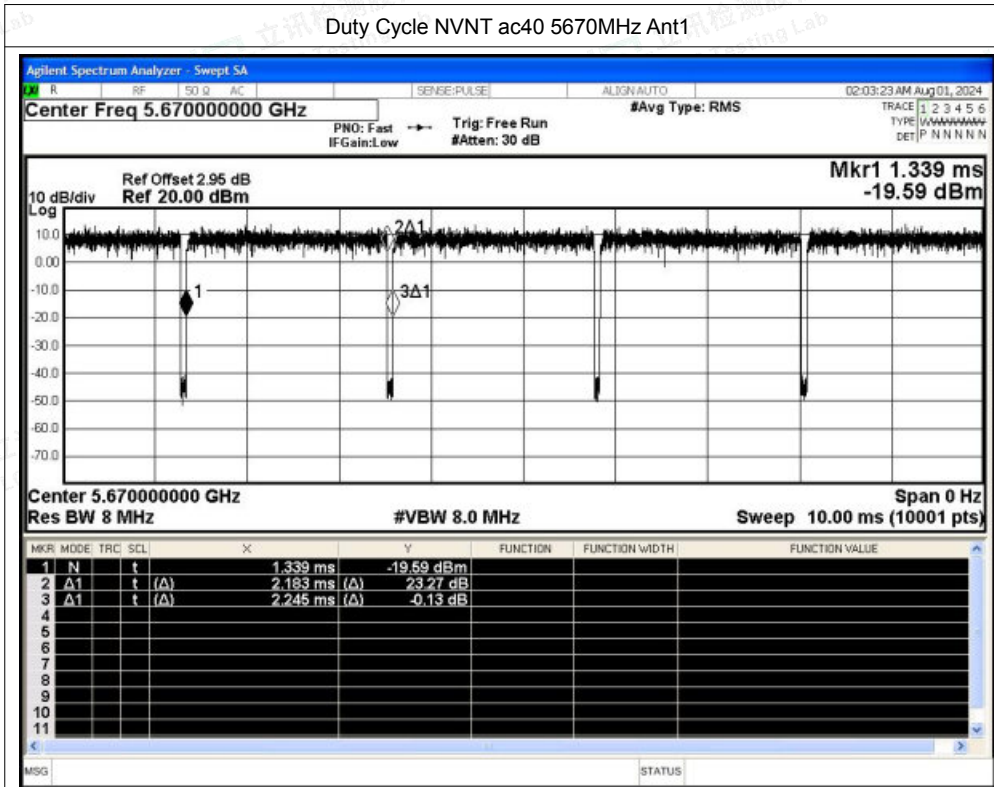 Duty Cycle NVNT ac40 5670MHz Ant1
Agilent Spectrum Analyzer - Swept SA
R RF 50 Ω AC SENSE:PULSE ALIGN AUTO 02:03:23 AM Aug 01, 2024
Center Freq 5.670000000 GHz #Avg Type: RMS TRACE 1 2 3 4 5 6
PNO: Fast Trig: Free Run TYPE
IFGain:Low #Atten: 30 dB DET P N N N N N
Mkr1 1.339 ms
Ref Offset 2.95 dB
10 dB/div Ref 20.00 dBm -19.59 dBm
Log
10.0
0.00
-10.0
-20.0
-30.0
-40.0
-50.0
-60.0
-70.0
2Δ1
1
3Δ1
Center 5.670000000 GHz Span 0 Hz
Res BW 8 MHz #VBW 8.0 MHz Sweep 10.00 ms (10001 pts)
MKR MODE TRC SCL X Y FUNCTION FUNCTION WIDTH FUNCTION VALUE
1 N t 1.339 ms -19.59 dBm
2 Δ1 t (Δ) 2.183 ms (Δ) 23.27 dB
3 Δ1 t (Δ) 2.245 ms (Δ) -0.13 dB
4
5
6
7
8
9
10
11
MSG STATUS